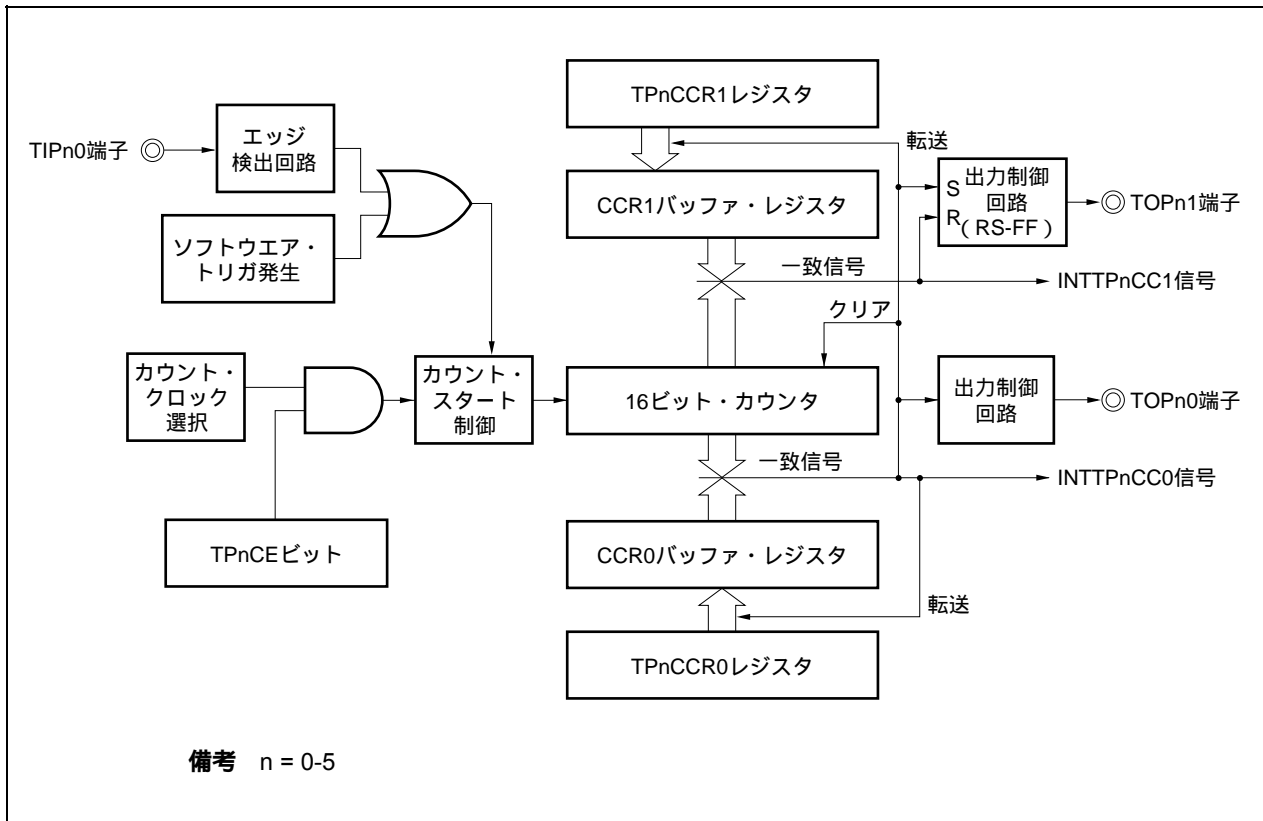 TPnCCR1レジスタ
TIPn0端子
エッジ
検出回路
転送
CCR1バッファ・レジスタ
S 出力制御
回路
R ( RS-FF )
TOPn1端子
ソフトウエア・
トリガ発生
一致信号
INTTPnCC1信号
クリア
カウント・
クロック
選択
カウント・
スタート
制御
16ビット・カウンタ
出力制御
回路
TOPn0端子
一致信号
INTTPnCC0信号
TPnCEビット
CCR0バッファ・レジスタ
転送
TPnCCR0レジスタ
備考 n = 0-5